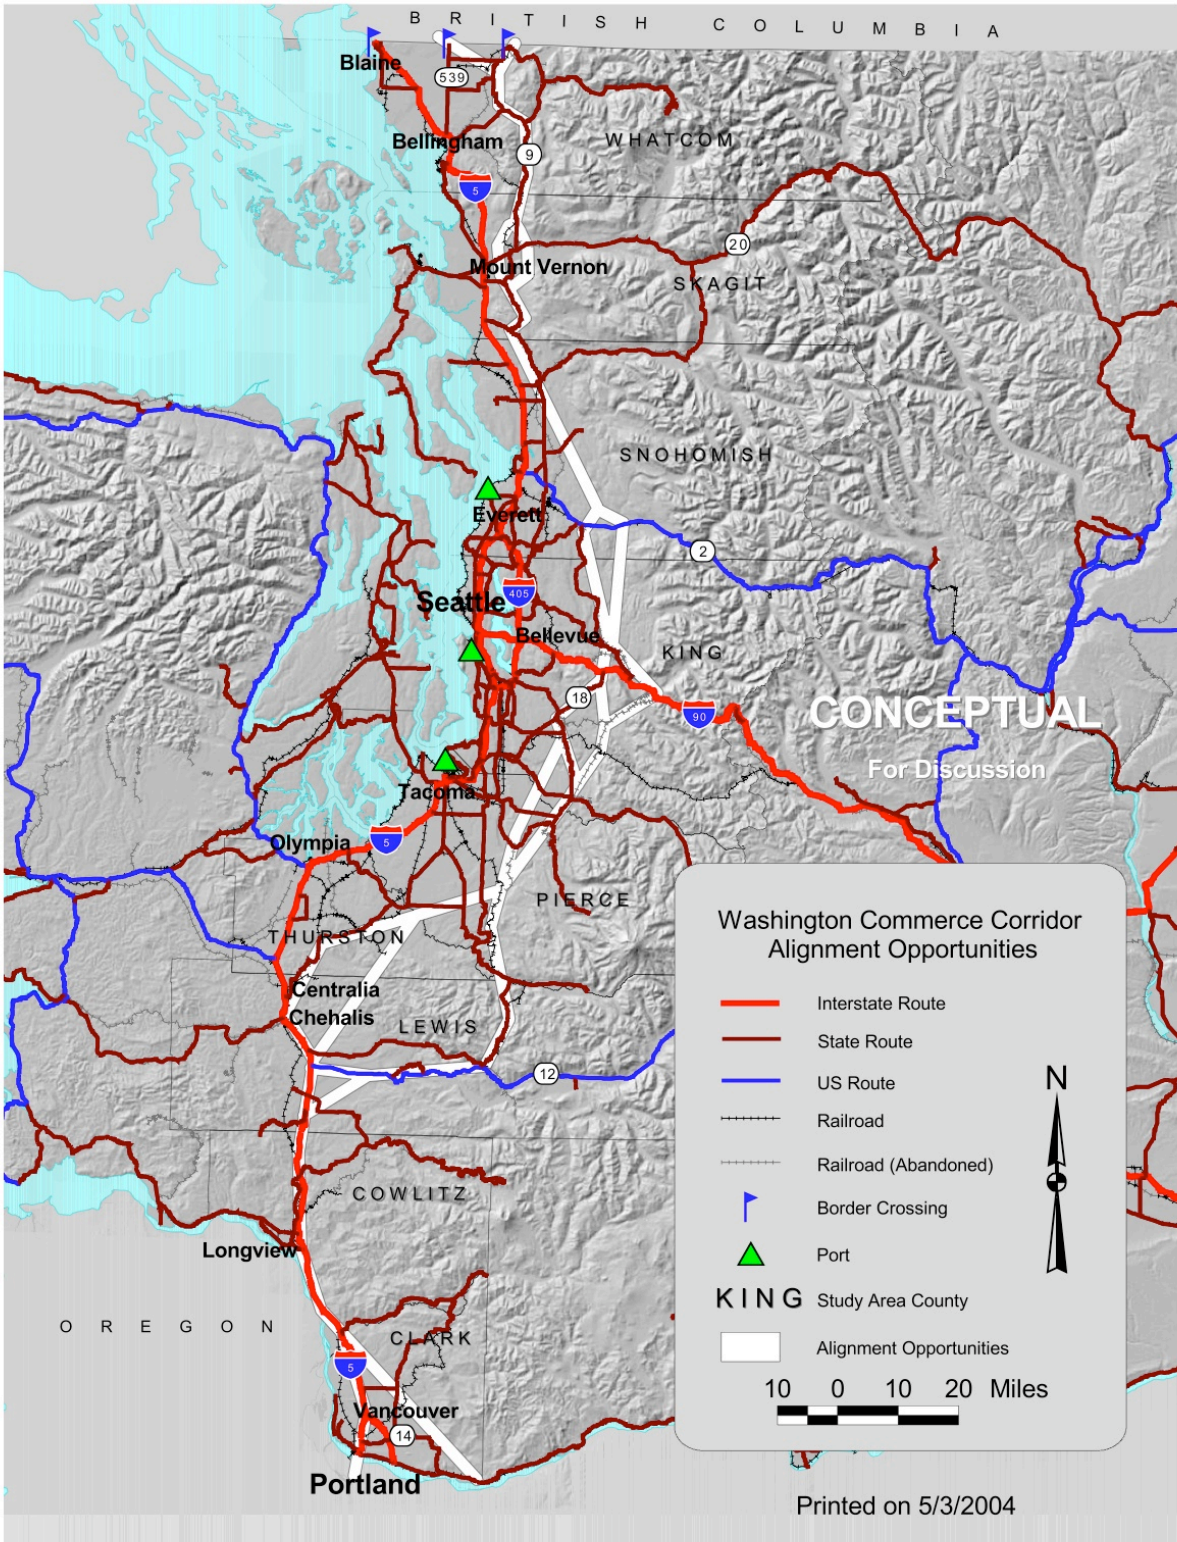 BRITISH COLUMBIA
Blaine
539
Bellingham
WHATCOM
9
5
20
Mount Vernon
SKAGIT
SNOHOMISH
Everett
2
405
Seattle
Bellevue
KING
18
90
CONCEPTUAL
For Discussion
Tacoma
5
Olympia
PIERCE
THURSTON
Centralia
Chehalis
LEWIS
12
COWLITZ
Longview
OREGON
CLARK
5
Vancouver
14
Portland
Washington Commerce Corridor
Alignment Opportunities
Interstate Route
State Route
US Route
Railroad
Railroad (Abandoned)
Border Crossing
Port
KING Study Area County
Alignment Opportunities
N
10 0 10 20 Miles
Printed on 5/3/2004